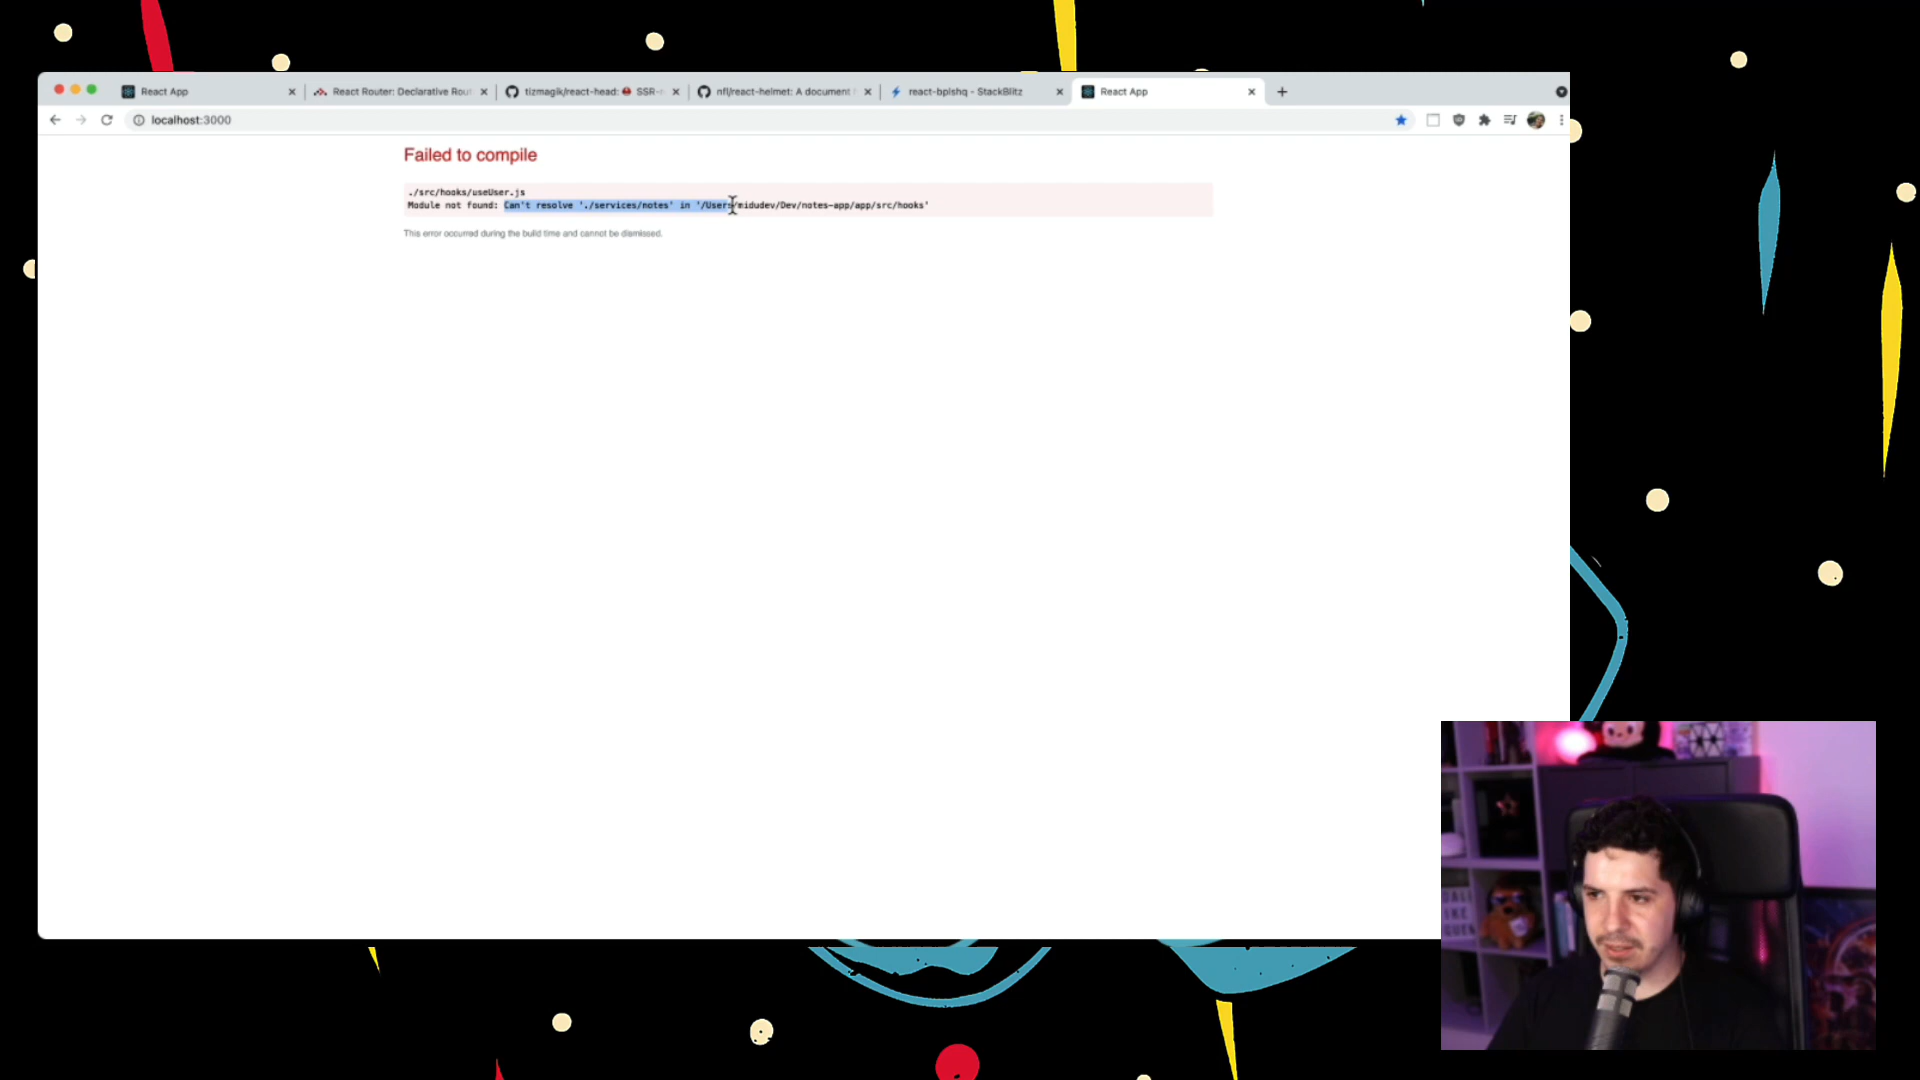 React App
React Router: Declarative Rout
tizmagik/react-head: SSR-r
nfl/react-helmet: A document h
react-bplshq - StackBlitz
React App
localhost:3000
Failed to compile
./src/hooks/useUser.js
Module not found: Can't resolve './services/notes' in '/Users/midudev/Dev/notes-app/app/src/hooks'
This error occurred during the build time and cannot be dismissed.